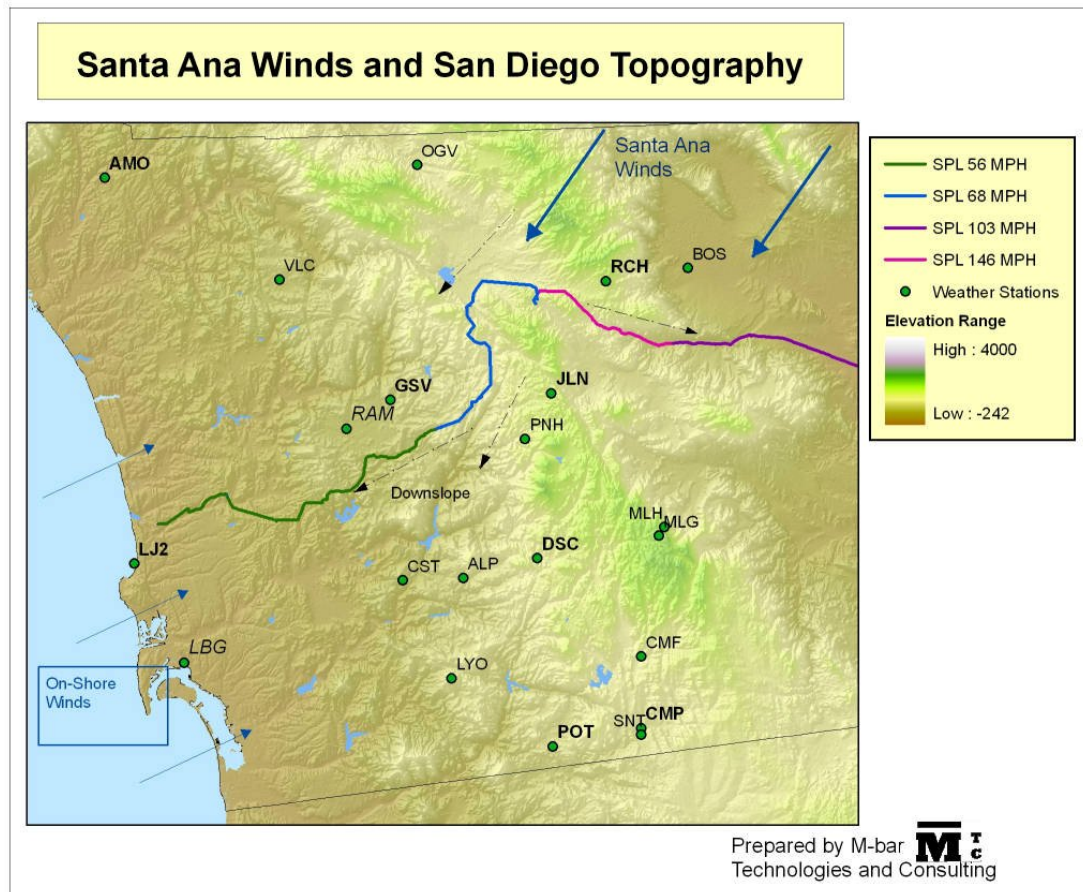 Santa Ana Winds and San Diego Topography
AMO
OGV
Santa Ana
Winds
VLC
RCH
BOS
GSV
RAM
JLN
PNH
Downslope
MLH
MLG
LJ2
DSC
CST
ALP
LBG
CMF
LYO
On-Shore
Winds
SNT
CMP
POT
SPL 56 MPH
SPL 68 MPH
SPL 103 MPH
SPL 146 MPH
Weather Stations
Elevation Range
High : 4000
Low : -242
Prepared by M-bar
Technologies and Consulting
M T C